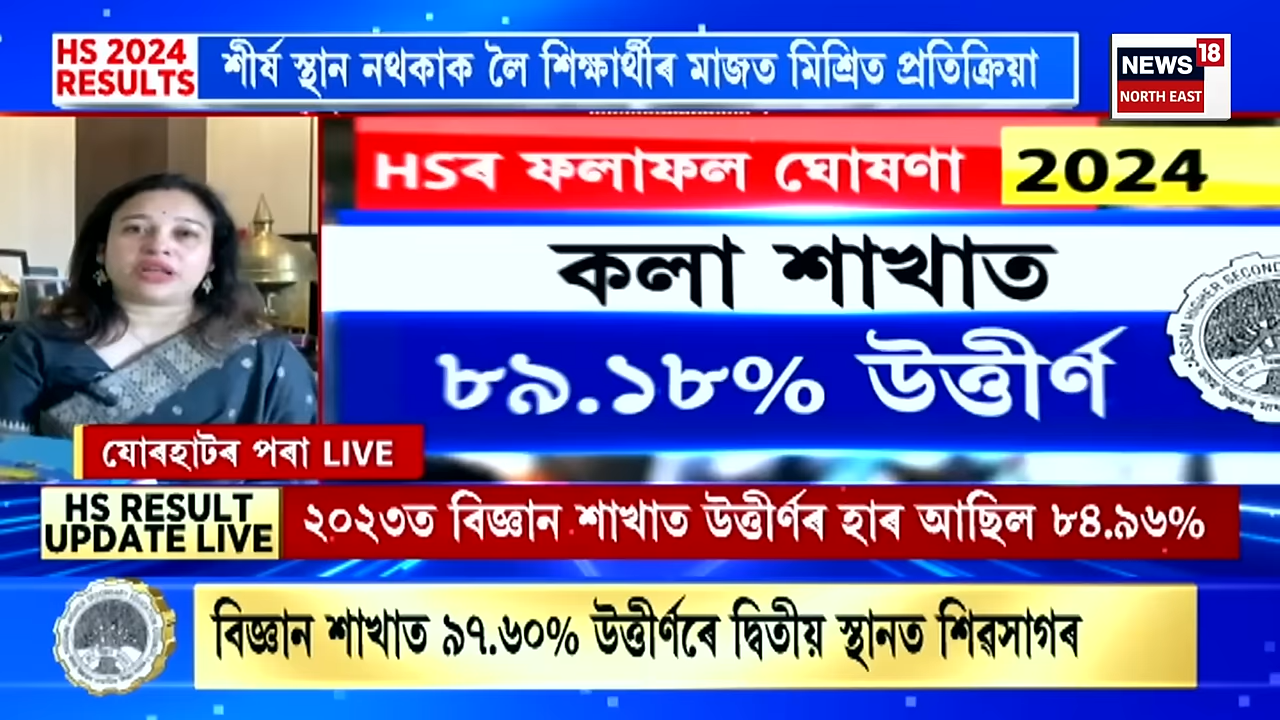 HS 2024
RESULTS
শীৰ্ষ স্থান নথকাক লৈ শিক্ষাৰ্থীৰ মাজত মিশ্ৰিত প্ৰতিক্ৰিয়া
NEWS 18
NORTH EAST
HSৰ ফলাফল ঘোষণা 2024
কলা শাখাত
৮৯.১৮% উত্তীৰ্ণ
যোৰহাটৰ পৰা LIVE
HS RESULT
UPDATE LIVE
২০২৩ত বিজ্ঞান শাখাত উত্তীৰ্ণৰ হাৰ আছিল ৮৪.৯৬%
বিজ্ঞান শাখাত ৯৭.৬০% উত্তীৰ্ণৰে দ্বিতীয় স্থানত শিৱসাগৰ